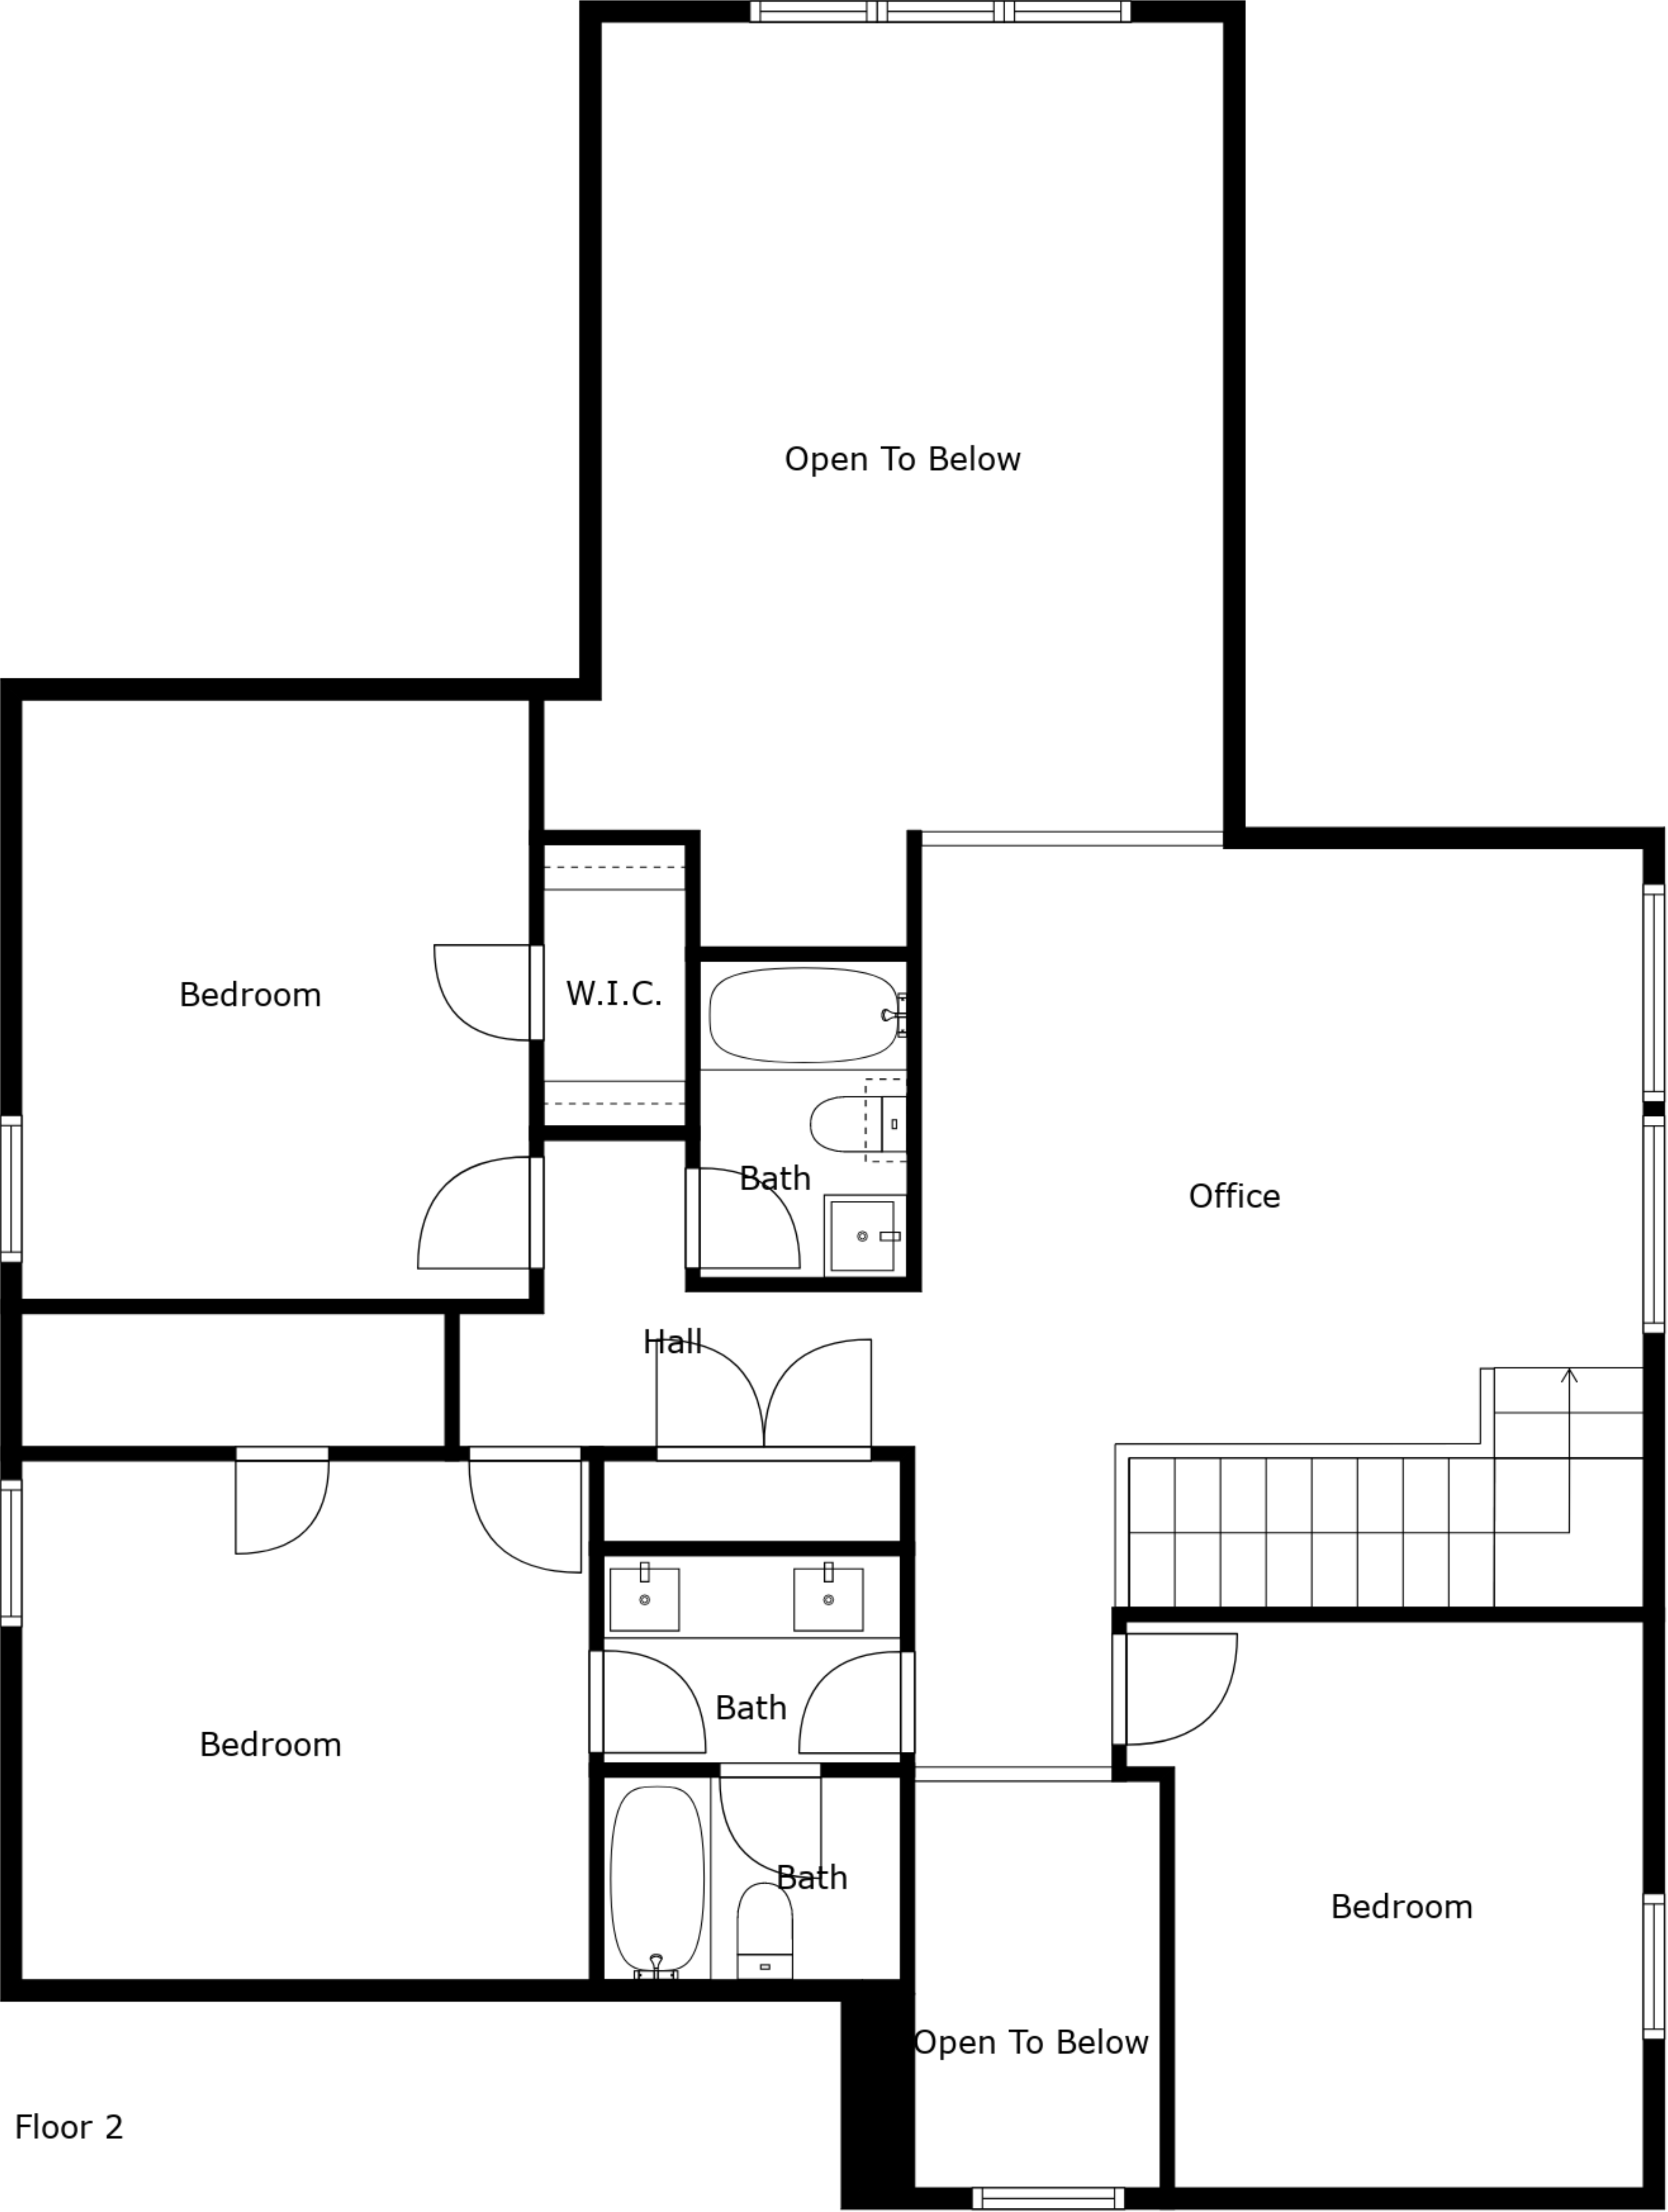 Open To Below
Bedroom
W.I.C.
Bath
Office
Hall
Bath
Bedroom
Bath
Bedroom
Open To Below
Floor 2